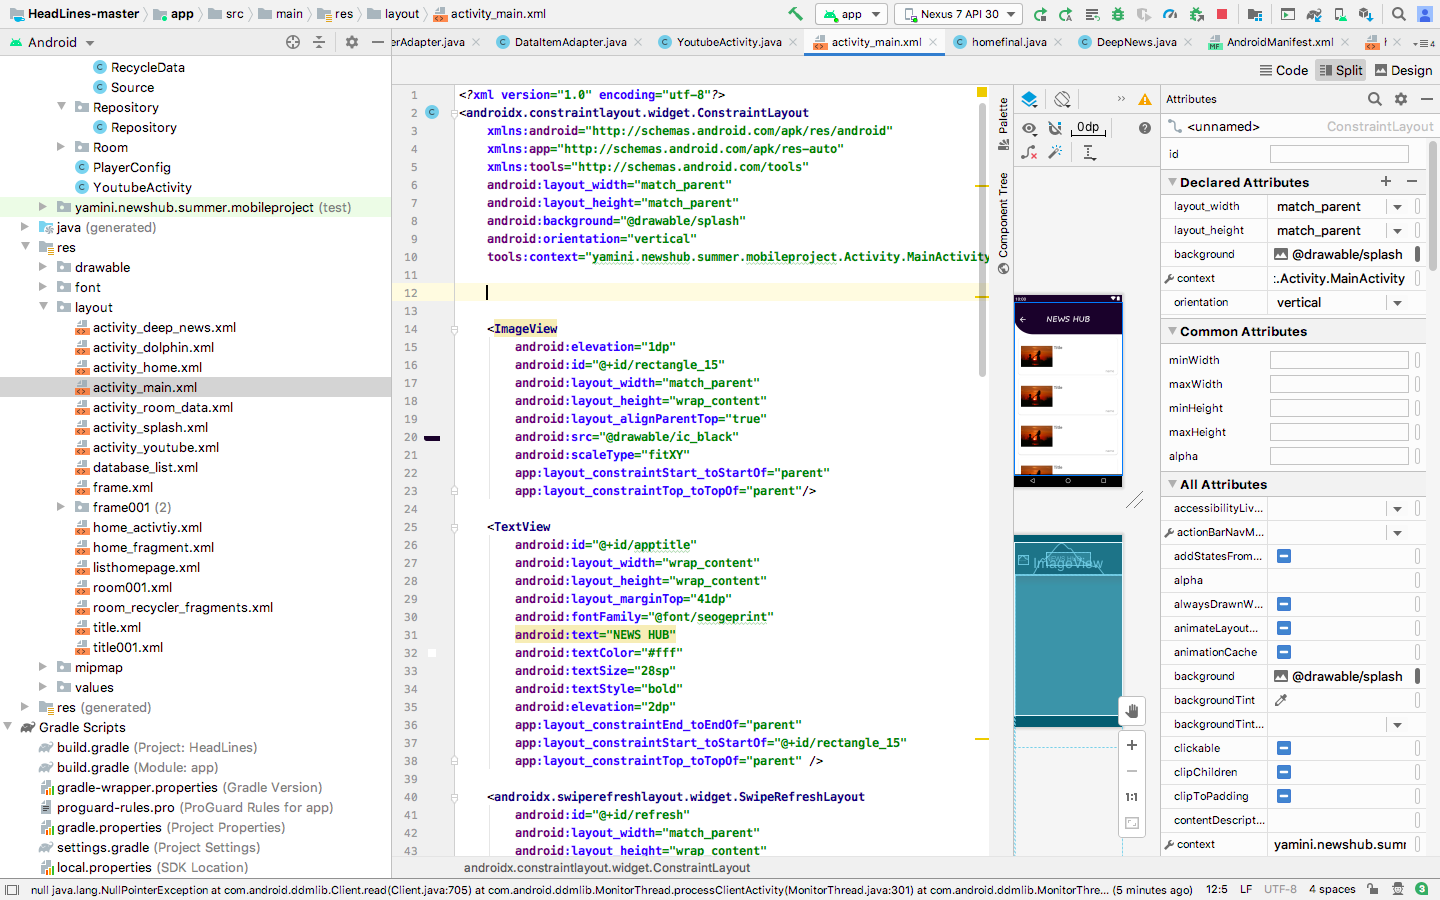 HeadLines-master app src main res layout activity_main.xml
app Nexus 7 API 30
Android
erAdapter.java DataItemAdapter.java YoutubeActivity.java activity_main.xml homefinal.java DeepNews.java AndroidManifest.xml
4
Code Split Design
RecycleData
Source
Repository
Repository
Room
PlayerConfig
YoutubeActivity
yamini.newshub.summer.mobileproject (test)
java (generated)
res
drawable
font
layout
activity_deep_news.xml
activity_dolphin.xml
activity_home.xml
activity_main.xml
activity_room_data.xml
activity_splash.xml
activity_youtube.xml
database_list.xml
frame.xml
frame001 (2)
home_activtiy.xml
home_fragment.xml
listhomepage.xml
room001.xml
room_recycler_fragments.xml
title.xml
title001.xml
mipmap
values
res (generated)
Gradle Scripts
build.gradle (Project: HeadLines)
build.gradle (Module: app)
gradle-wrapper.properties (Gradle Version)
proguard-rules.pro (ProGuard Rules for app)
gradle.properties (Project Properties)
settings.gradle (Project Settings)
local.properties (SDK Location)
1 <?xml version="1.0" encoding="utf-8"?>
2 <androidx.constraintlayout.widget.ConstraintLayout
3 xmlns:android="http://schemas.android.com/apk/res/android"
4 xmlns:app="http://schemas.android.com/apk/res-auto"
5 xmlns:tools="http://schemas.android.com/tools"
6 android:layout_width="match_parent"
7 android:layout_height="match_parent"
8 android:background="@drawable/splash"
9 android:orientation="vertical"
10 tools:context="yamini.newshub.summer.mobileproject.Activity.MainActivity
11
12
13
14 <ImageView
15 android:elevation="1dp"
16 android:id="@+id/rectangle_15"
17 android:layout_width="match_parent"
18 android:layout_height="wrap_content"
19 android:layout_alignParentTop="true"
20 android:src="@drawable/ic_black"
21 android:scaleType="fitXY"
22 app:layout_constraintStart_toStartOf="parent"
23 app:layout_constraintTop_toTopOf="parent"/>
24
25 <TextView
26 android:id="@+id/apptitle"
27 android:layout_width="wrap_content"
28 android:layout_height="wrap_content"
29 android:layout_marginTop="41dp"
30 android:fontFamily="@font/seogeprint"
31 android:text="NEWS HUB"
32 android:textColor="#fff"
33 android:textSize="28sp"
34 android:textStyle="bold"
35 android:elevation="2dp"
36 app:layout_constraintEnd_toEndOf="parent"
37 app:layout_constraintStart_toStartOf="@+id/rectangle_15"
38 app:layout_constraintTop_toTopOf="parent" />
39
40 <androidx.swiperefreshlayout.widget.SwipeRefreshLayout
41 android:id="@+id/refresh"
42 android:layout_width="match_parent"
43 android:layout_height="wrap_content"
androidx.constraintlayout.widget.ConstraintLayout
Palette
Component Tree
0dp
NEWS HUB
Title
Title
Title
Title
ImageView
1:1
Attributes
<unnamed> ConstraintLayout
id
Declared Attributes
layout_width match_parent
layout_height match_parent
background @drawable/splash
context :.Activity.MainActivity
orientation vertical
Common Attributes
minWidth
maxWidth
minHeight
maxHeight
alpha
All Attributes
accessibilityLiv...
actionBarNavM...
addStatesFrom...
alpha
alwaysDrawnW...
animateLayout...
animationCache
background @drawable/splash
backgroundTint
backgroundTint...
clickable
clipChildren
clipToPadding
contentDescript...
context yamini.newshub.summ
null java.lang.NullPointerException at com.android.ddmlib.Client.read(Client.java:705) at com.android.ddmlib.MonitorThread.processClientActivity(MonitorThread.java:301) at com.android.ddmlib.MonitorThre... (5 minutes ago) 12:5 LF UTF-8 4 spaces 3